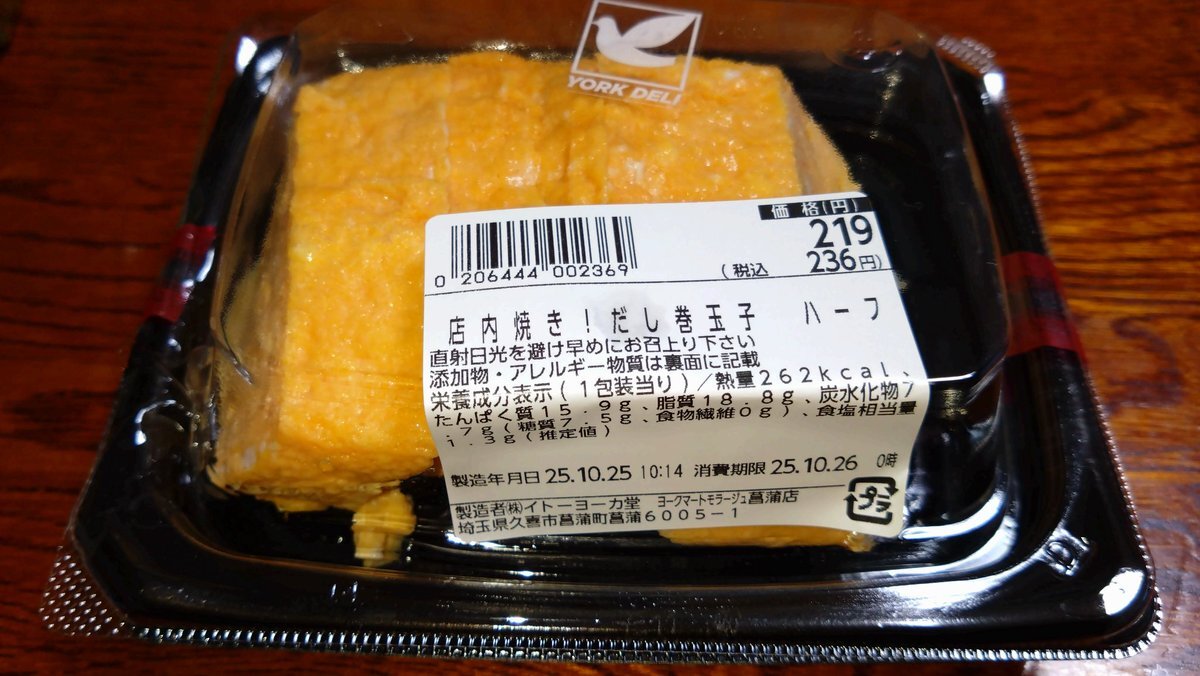 YORK DELI
価格(円)
219
(税込 236円)
0 206444 002369
店内焼き!だし巻玉子 ハーフ
直射日光を避け早めにお召上り下さい
添加物・アレルギー物質は裏面に記載
栄養成分表示(1包装当り)/熱量262kcal、
たんぱく質15.9g、脂質18.8g、炭水化物7
.7g(糖質7.5g、食物繊維0g)、食塩相当量
1.3g(推定値)
製造年月日 25.10.25 10:14 消費期限 25.10.26 0時
製造者㈱イトーヨーカ堂 ヨークマートモラージュ菖蒲店
埼玉県久喜市菖蒲町菖蒲6005-1
プラ